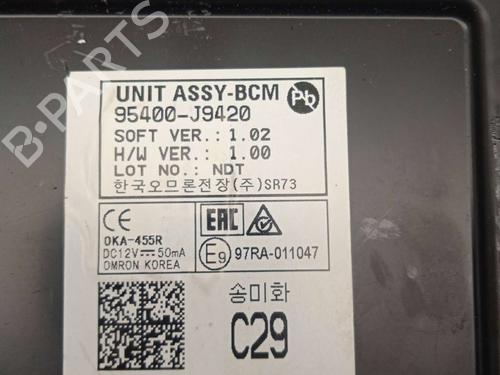 UNIT ASSY-BCM
Pb
95400-J9420
SOFT VER.: 1.02
H/W VER.: 1.00
LOT NO.: NDT
한국오므론전장(주)SR73
CE
EAC
OKA-455R
DC12V⎓50mA
OMRON KOREA
E9 97RA-011047
송미화
C29